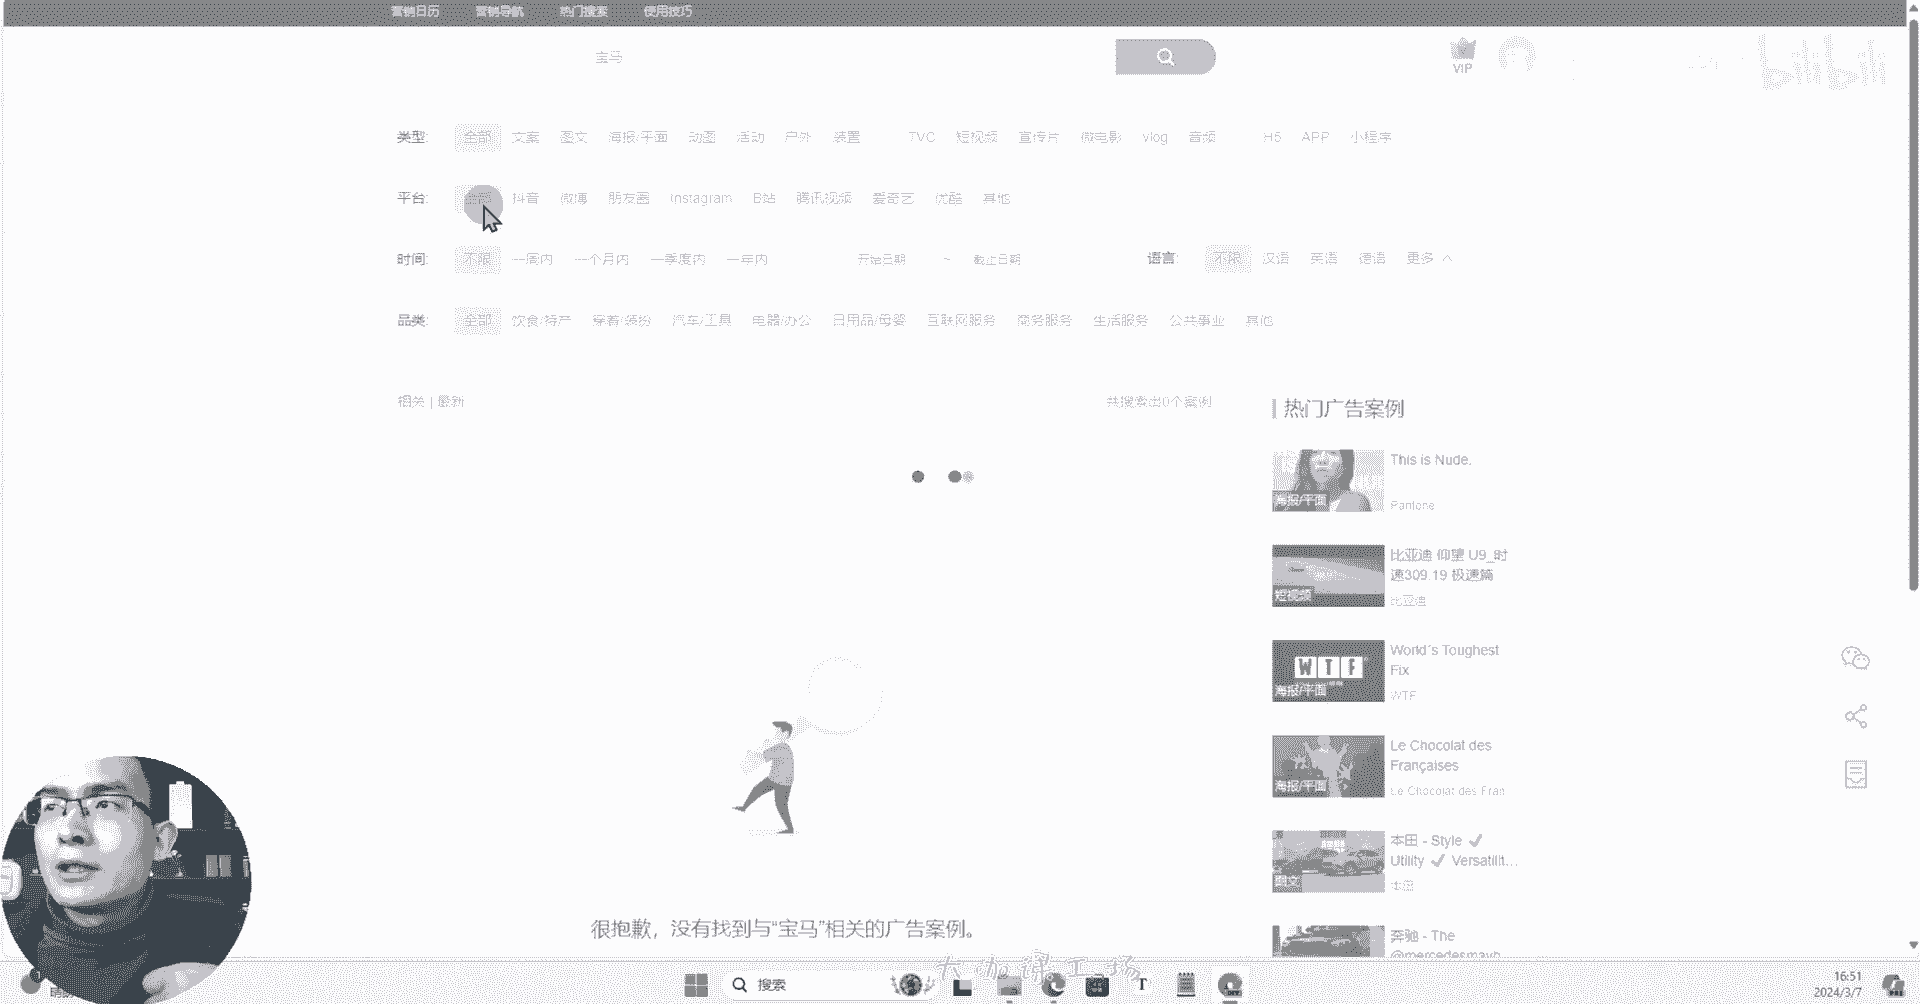 营销日历 营销导航 热门搜索 使用技巧
宝马
VIP
bilibili
类型: 全部 文案 图文 海报/平面 动图 活动 户外 装置 TVC 短视频 宣传片 微电影 vlog 音频 H5 APP 小程序
平台: 全部 抖音 微博 朋友圈 Instagram B站 腾讯视频 爱奇艺 优酷 其他
时间: 不限 一周内 一个月内 一季度内 一年内 开始日期 ~ 截止日期 语言: 不限 汉语 英语 德语 更多
品类: 全部 饮食/特产 穿着/缤纷 汽车/工具 电器/办公 日用品/母婴 互联网服务 商务服务 生活服务 公共事业 其他
相关 | 最新 共搜索出0个案例
热门广告案例
This is Nude.
海报/平面
Pantone
比亚迪 仰望 U9_时
速309.19 极速篇
短视频
比亚迪
World´s Toughest
Fix
WTF
海报/平面
WTF
Le Chocolat des
Françaises
海报/平面
Le Chocolat des Fran
本田 - Style ✓
Utility ✓ Versatilit...
图文
本田
奔驰 - The
@mercedesmayb
很抱歉，没有找到与“宝马”相关的广告案例。
大咖课工场
搜索
16:51
2024/3/7